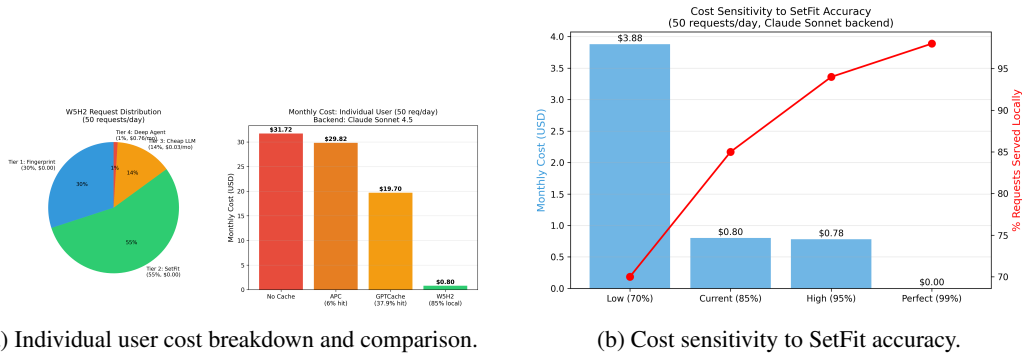 W5H2 Request Distribution
(50 requests/day)
Tier 4: Deep Agent
(1%, $0.76/mo)
Tier 3: Cheap LLM
(14%, $0.03/mo)
Tier 1: Fingerprint
(30%, $0.00)
1%
14%
30%
55%
Tier 2: SetFit
(55%, $0.00)
Monthly Cost: Individual User (50 req/day)
Backend: Claude Sonnet 4.5
Monthly Cost (USD)
30
25
20
15
10
5
0
$31.72
$29.82
$19.70
$0.80
No Cache
APC
(6% hit)
GPTCache
(37.9% hit)
W5H2
(85% local)
) Individual user cost breakdown and comparison.
Cost Sensitivity to SetFit Accuracy
(50 requests/day, Claude Sonnet backend)
Monthly Cost (USD)
4.0
3.5
3.0
2.5
2.0
1.5
1.0
0.5
0.0
$3.88
$0.80
$0.78
$0.00
Low (70%)
Current (85%)
High (95%)
Perfect (99%)
95
90
85
80
75
70
% Requests Served Locally
(b) Cost sensitivity to SetFit accuracy.